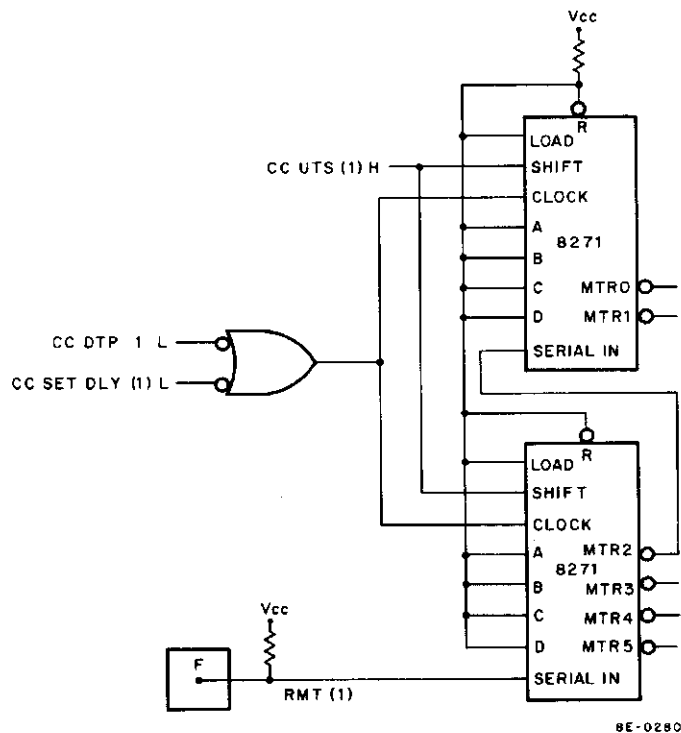 Vcc
R
LOAD
CC UTS (1) H
SHIFT
CLOCK
A
8271
B
C
MTR0
D
MTR1
CC DTP 1 L
SERIAL IN
CC SET DLY (1) L
R
LOAD
SHIFT
CLOCK
A
MTR2
8271
B
MTR3
C
MTR4
Vcc
D
MTR5
F
SERIAL IN
RMT (1)
8E-0280